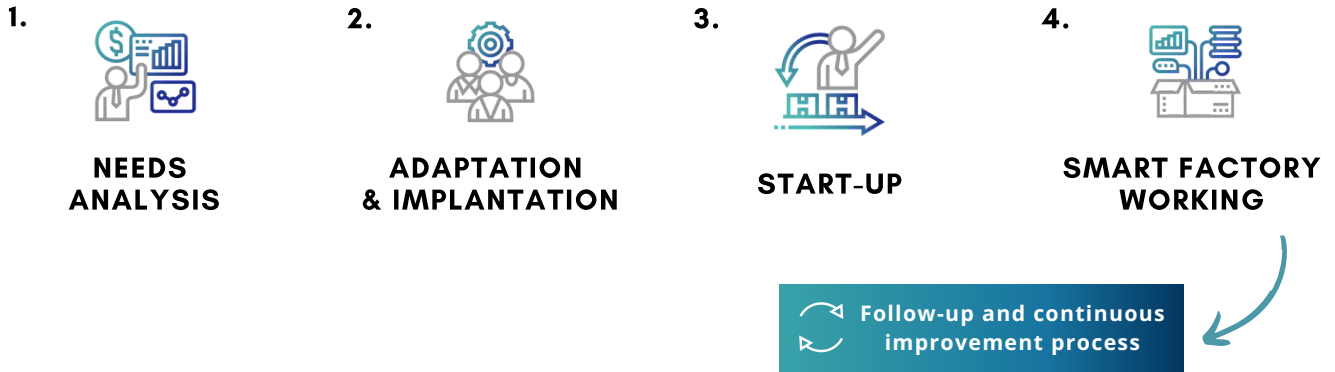 1.
NEEDS
ANALYSIS
2.
ADAPTATION
& IMPLANTATION
3.
START-UP
4.
SMART FACTORY
WORKING
Follow-up and continuous
improvement process